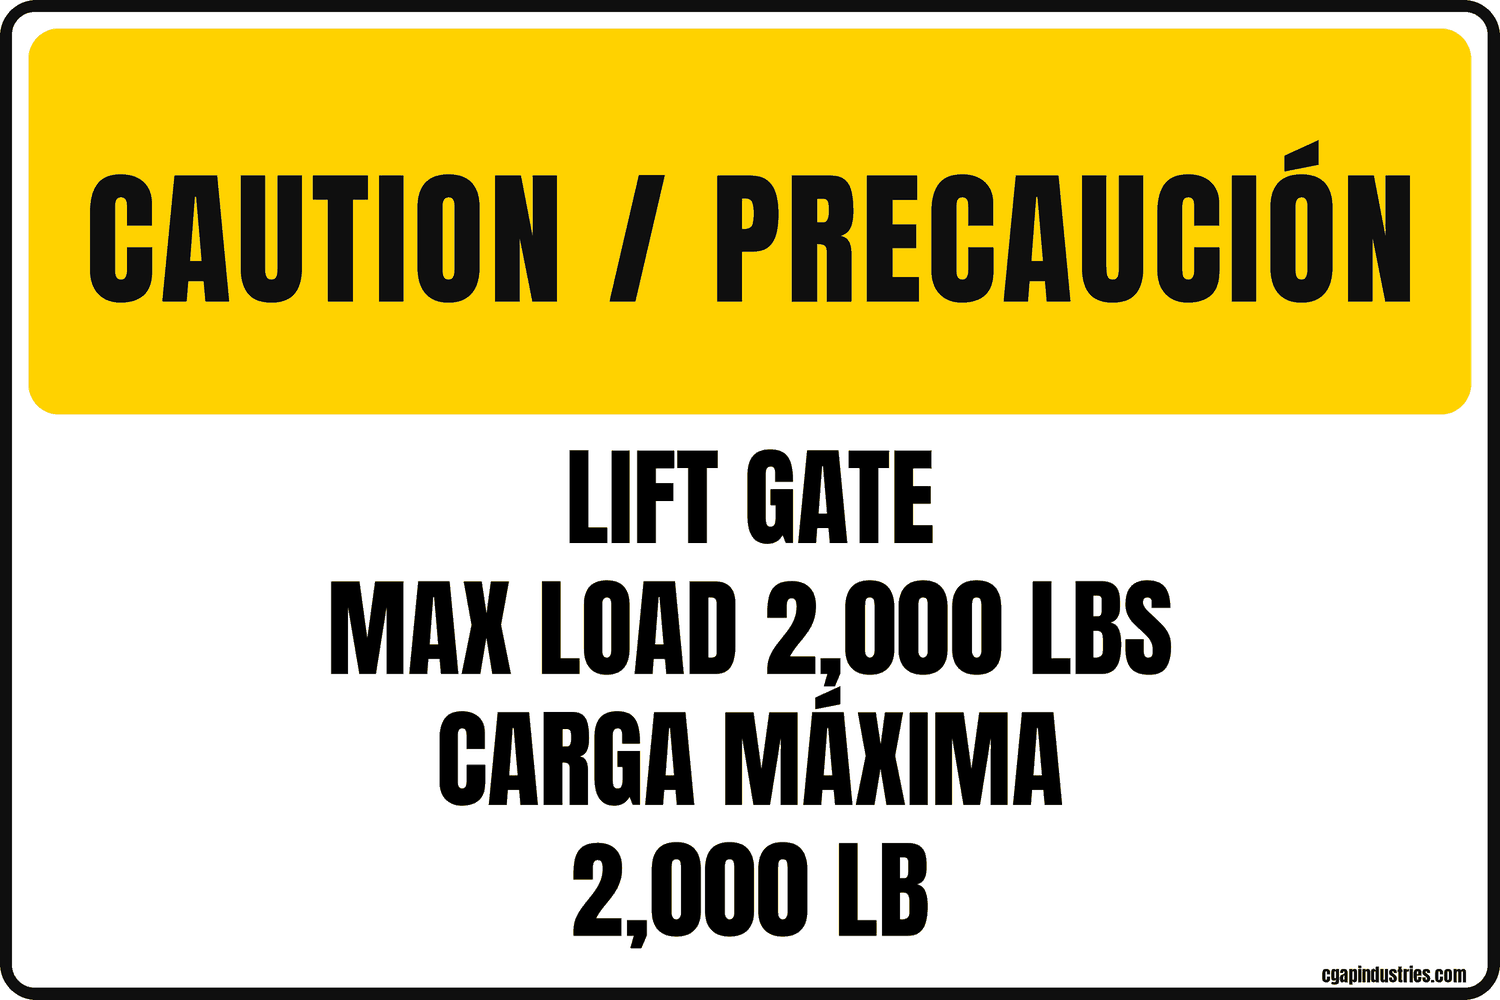 CAUTION / PRECAUCIÓN
LIFT GATE
MAX LOAD 2,000 LBS
CARGA MÁXIMA
2,000 LB
cgapindustries.com